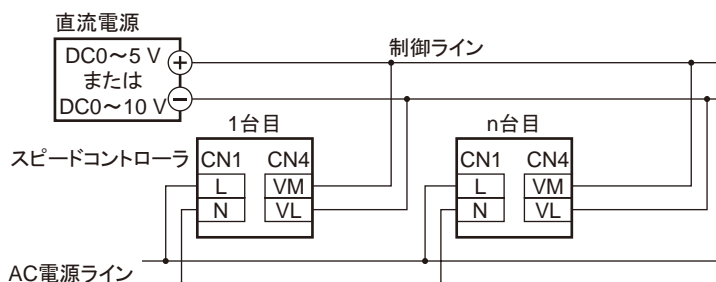 直流電源
DC0～5 V
または
DC0～10 V
+
−
制御ライン
1台目
n台目
スピードコントローラ
CN1 CN4
L VM
N VL
CN1 CN4
L VM
N VL
AC電源ライン